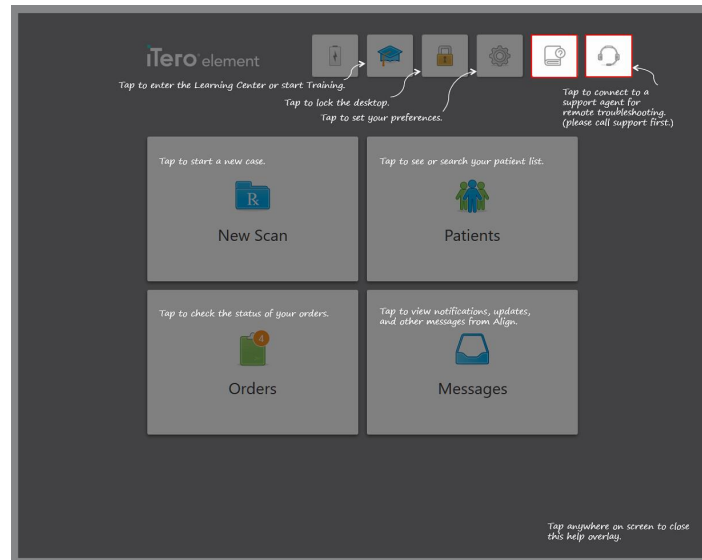 iTero element
Tap to enter the Learning Center or start Training.
Tap to lock the desktop.
Tap to set your preferences.
Tap to connect to a
support agent for
remote troubleshooting.
(please call support first.)
Tap to start a new case.
R
New Scan
Tap to see or search your patient list.
Patients
Tap to check the status of your orders.
4
Orders
Tap to view notifications, updates,
and other messages from Align.
Messages
Tap anywhere on screen to close
this help overlay.